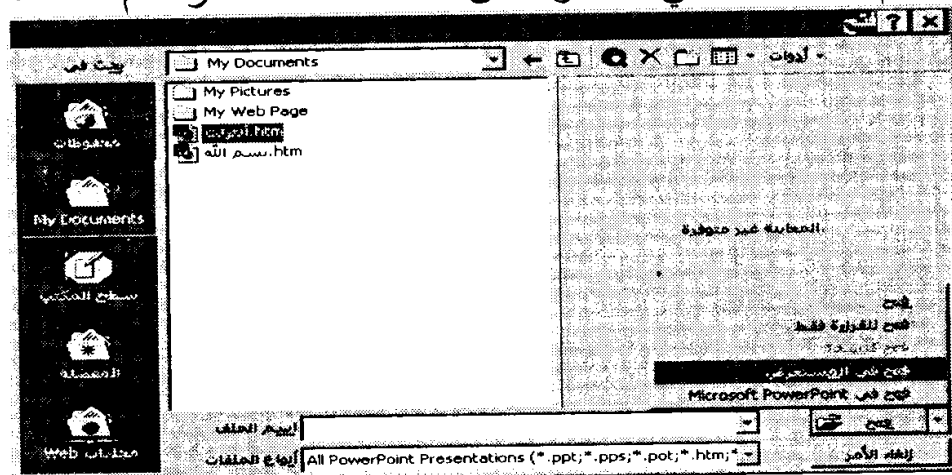 بحث في: My Documents أدوات
My Pictures
My Web Page
.htm
بسم الله.htm
محفوظات
My Documents
سطح المكتب
المفضلة
مجلدات Web
المعاينة غير متوفرة.
فتح
فتح للقراءة فقط
فتح كنسخة
فتح في المستعرض
فتح في Microsoft PowerPoint
اسم الملف
فتح
أنواع الملفات All PowerPoint Presentations (*.ppt;*.pps;*.pot;*.htm;*.
إلغاء الأمر